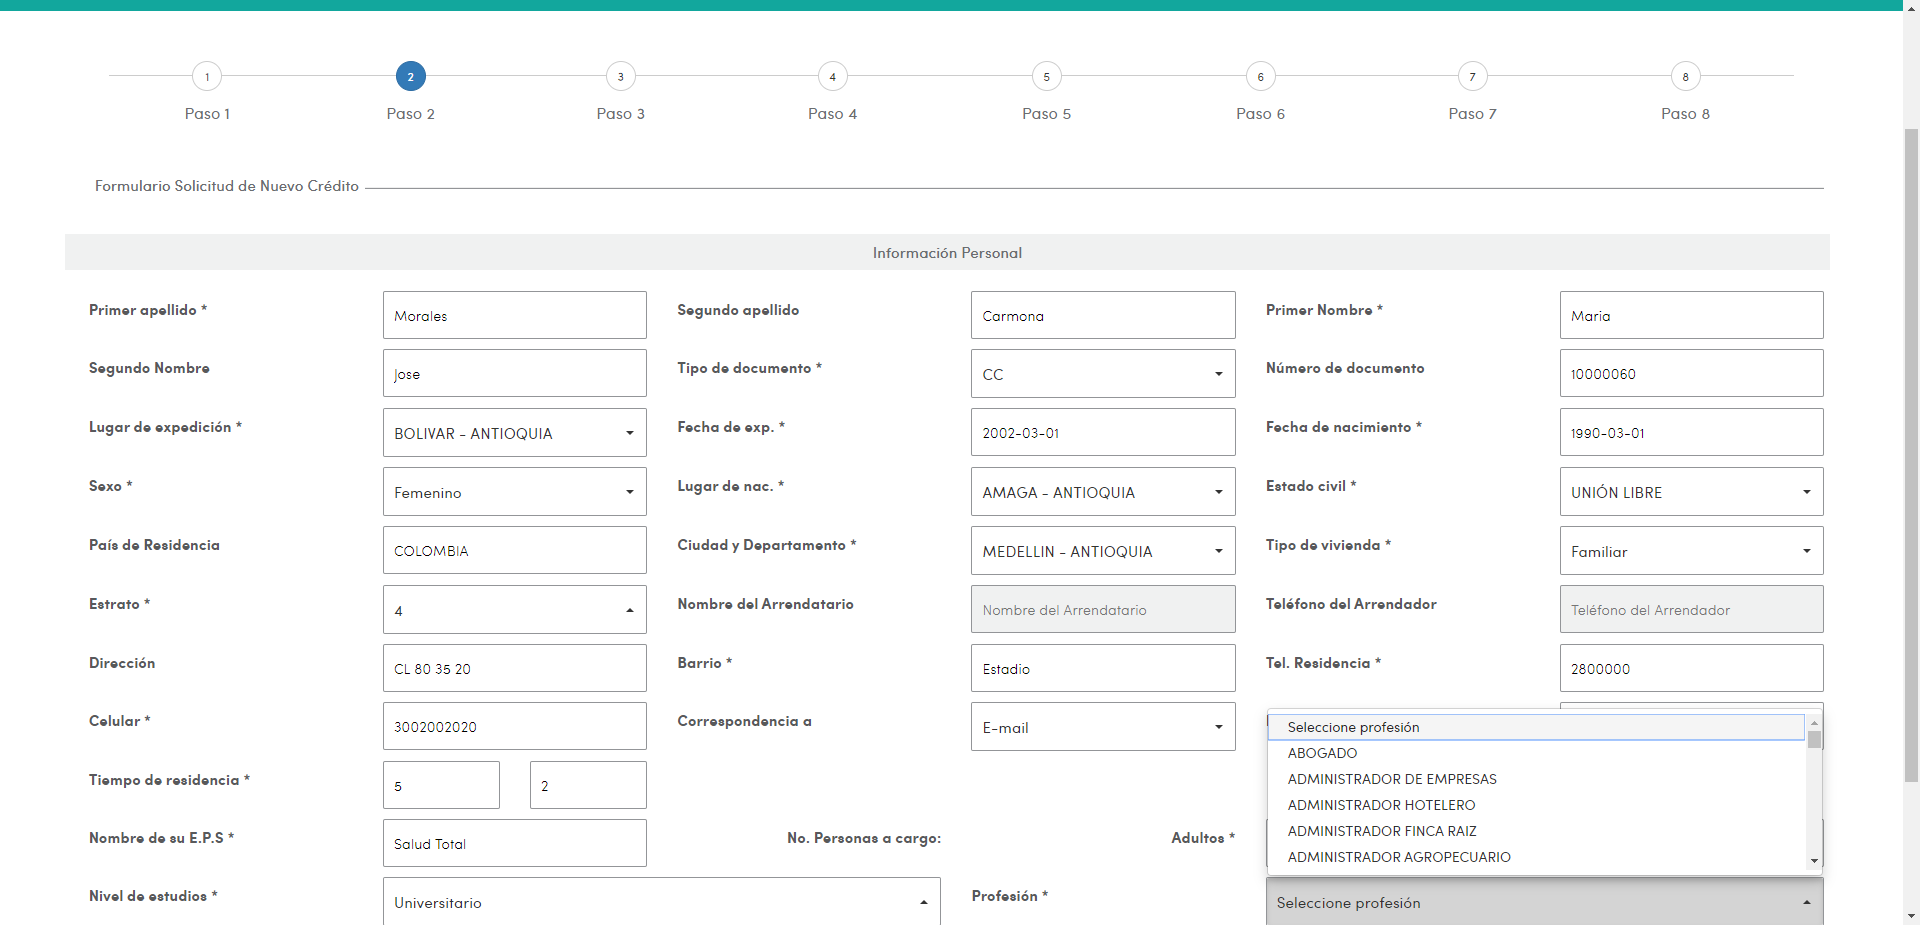 1 2 3 4 5 6 7 8
Paso 1 Paso 2 Paso 3 Paso 4 Paso 5 Paso 6 Paso 7 Paso 8
Formulario Solicitud de Nuevo Crédito
Información Personal
Primer apellido * Morales Segundo apellido Carmona Primer Nombre * Maria
Segundo Nombre Jose Tipo de documento * CC Número de documento 10000060
Lugar de expedición * BOLIVAR - ANTIOQUIA Fecha de exp. * 2002-03-01 Fecha de nacimiento * 1990-03-01
Sexo * Femenino Lugar de nac. * AMAGA - ANTIOQUIA Estado civil * UNIÓN LIBRE
País de Residencia COLOMBIA Ciudad y Departamento * MEDELLIN - ANTIOQUIA Tipo de vivienda * Familiar
Estrato * 4 Nombre del Arrendatario Nombre del Arrendatario Teléfono del Arrendador Teléfono del Arrendador
Dirección CL 80 35 20 Barrio * Estadio Tel. Residencia * 2800000
Celular * 3002002020 Correspondencia a E-mail Seleccione profesión
ABOGADO
Tiempo de residencia * 5 2 ADMINISTRADOR DE EMPRESAS
ADMINISTRADOR HOTELERO
Nombre de su E.P.S * Salud Total No. Personas a cargo: Adultos * ADMINISTRADOR FINCA RAIZ
ADMINISTRADOR AGROPECUARIO
Nivel de estudios * Universitario Profesión * Seleccione profesión